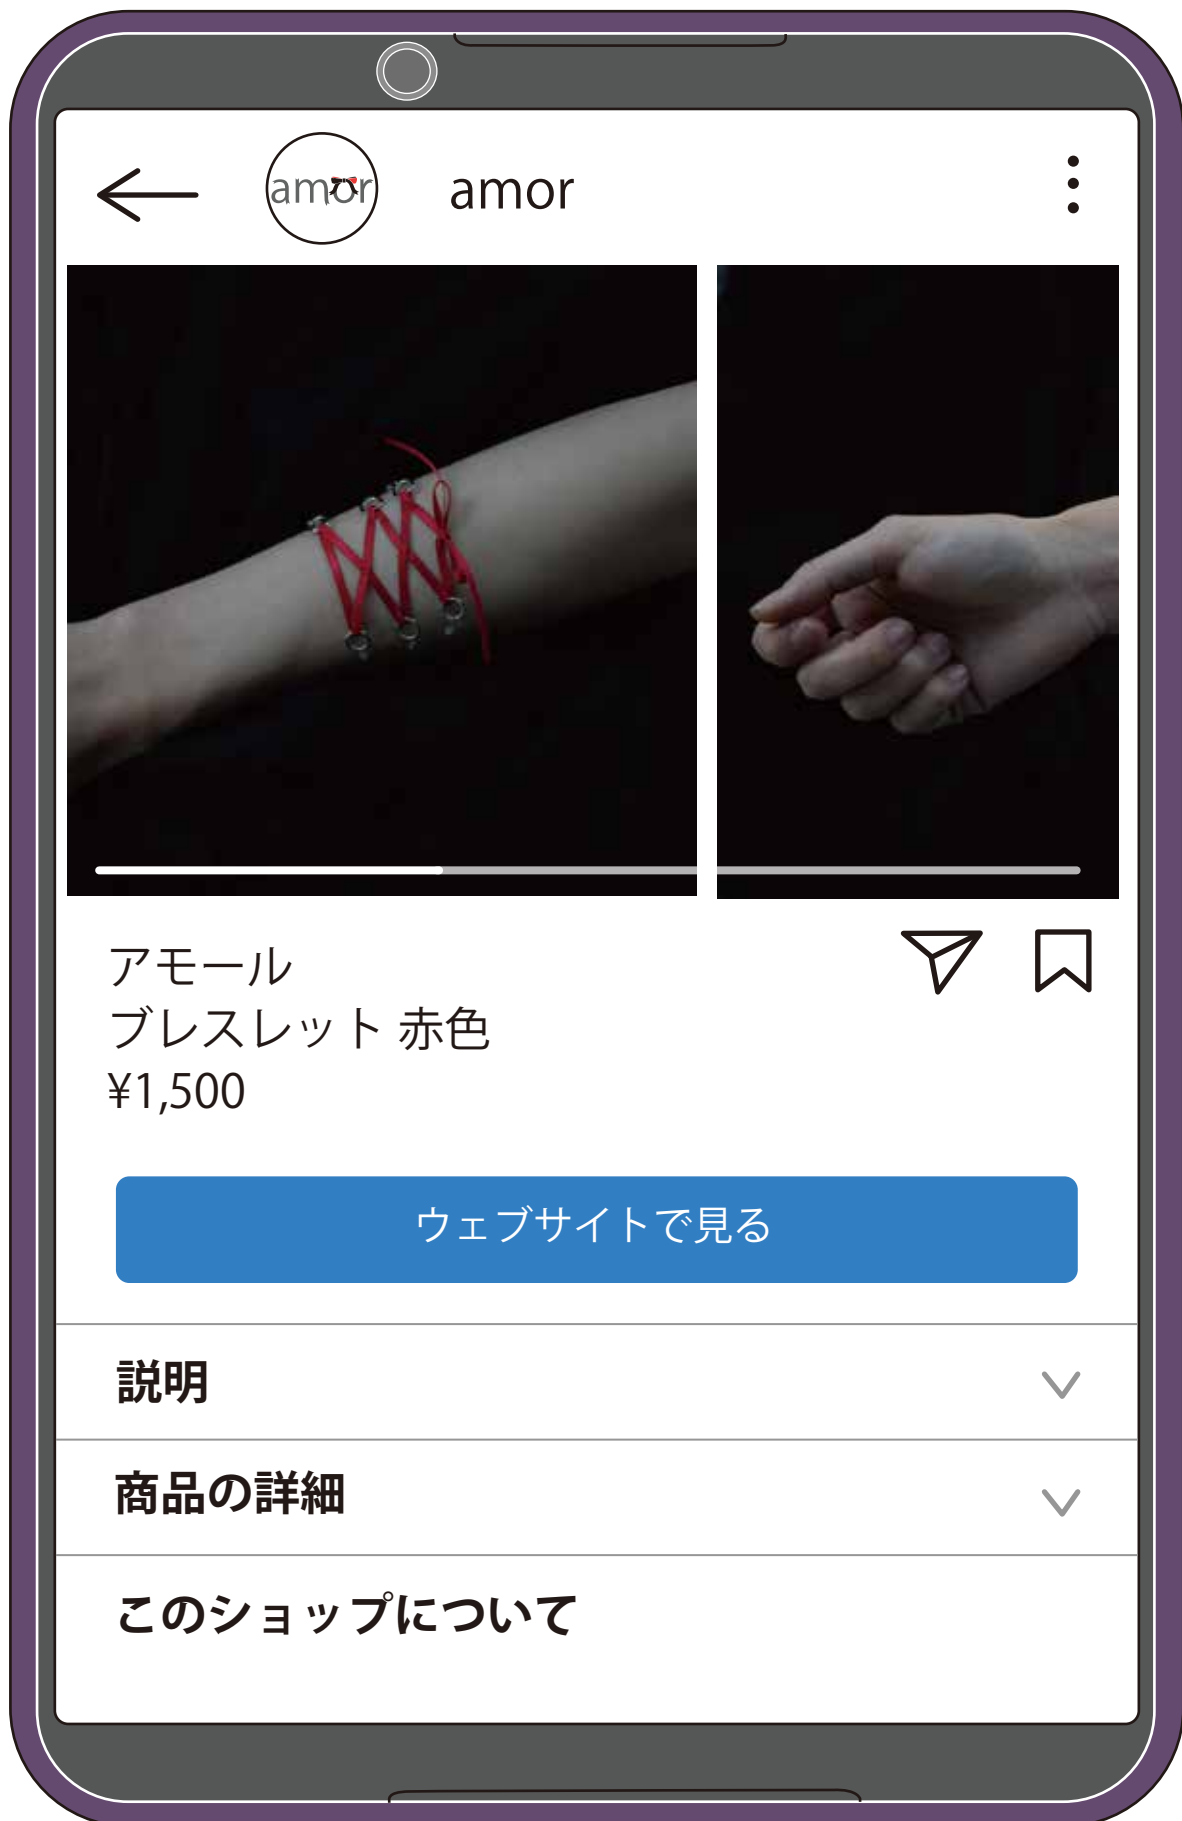 amor
amor
アモール
ブレスレット 赤色
¥1,500
ウェブサイトで見る
説明
商品の詳細
このショップについて